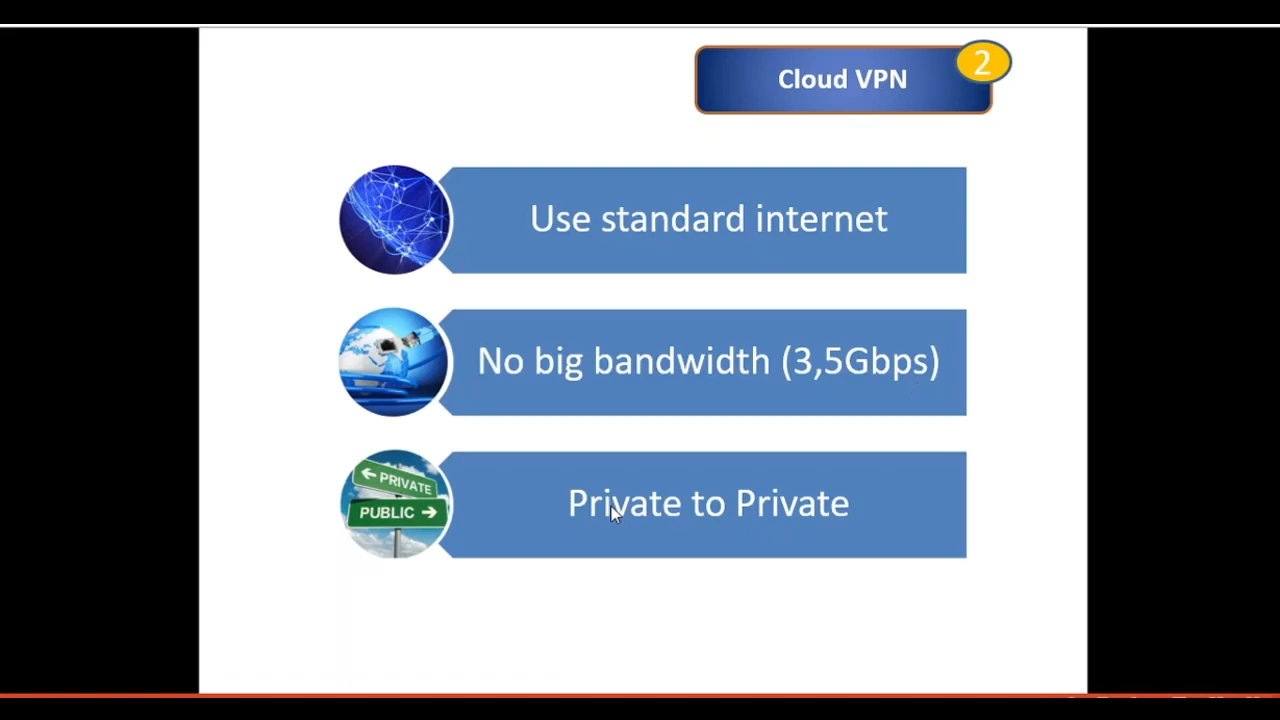 Cloud VPN
2
Use standard internet
No big bandwidth (3,5Gbps)
← PRIVATE
PUBLIC →
Private to Private